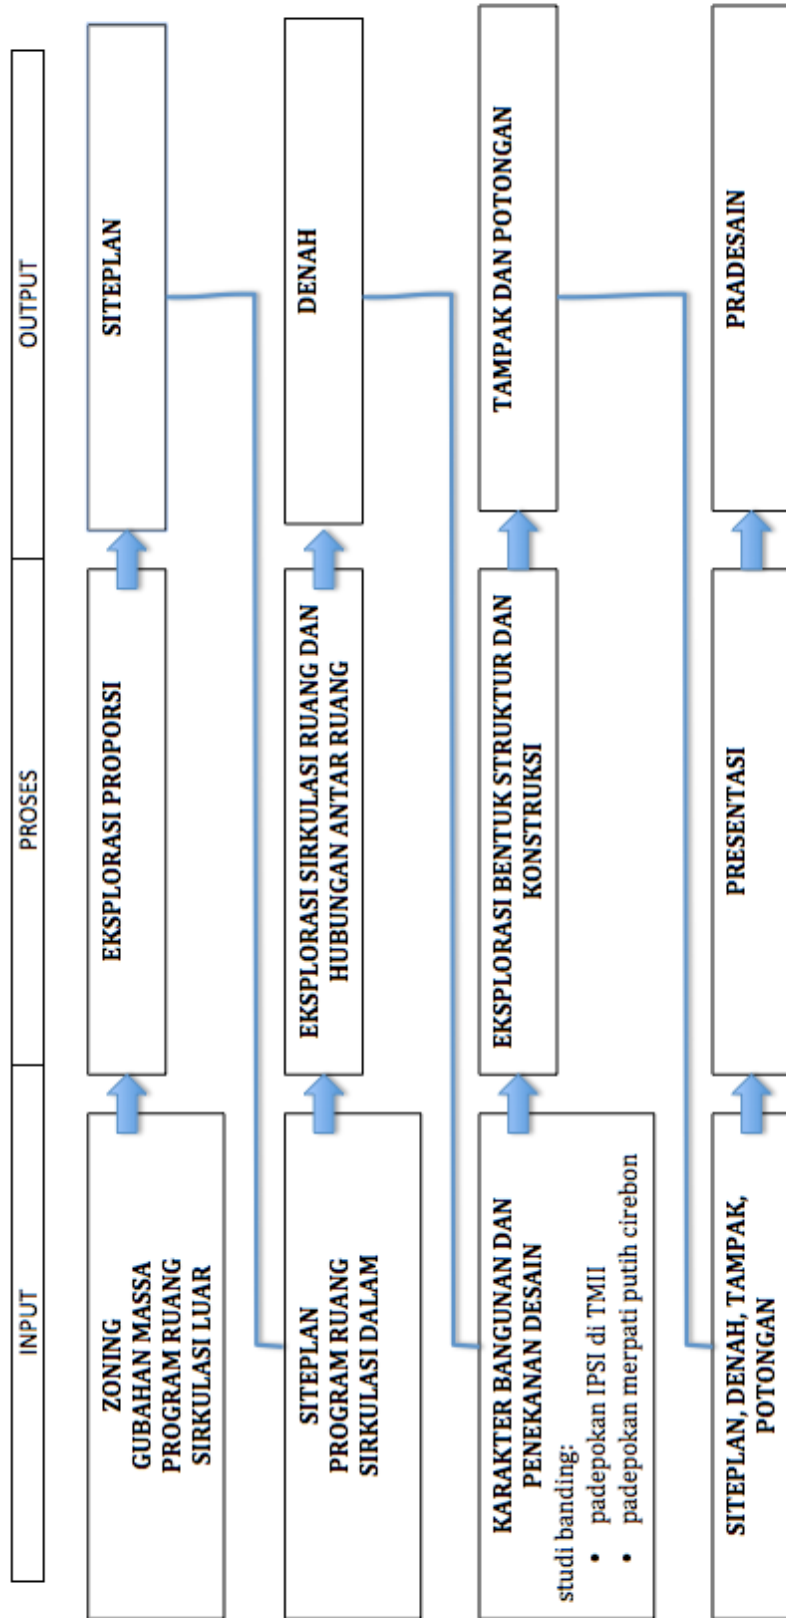 INPUT
PROSES
OUTPUT
ZONING
GUBAHAN MASSA
PROGRAM RUANG
SIRKULASI LUAR
EKSPLORASI PROPORSI
SITEPLAN
SITEPLAN
PROGRAM RUANG
SIRKULASI DALAM
EKSPLORASI SIRKULASI RUANG DAN
HUBUNGAN ANTAR RUANG
DENAH
KARAKTER BANGUNAN DAN
PENEKANAN DESAIN
studi banding:
• padepokan IPSI di TMII
• padepokan merpati putih cirebon
EKSPLORASI BENTUK STRUKTUR DAN
KONSTRUKSI
TAMPAK DAN POTONGAN
SITEPLAN, DENAH, TAMPAK,
POTONGAN
PRESENTASI
PRADESAIN